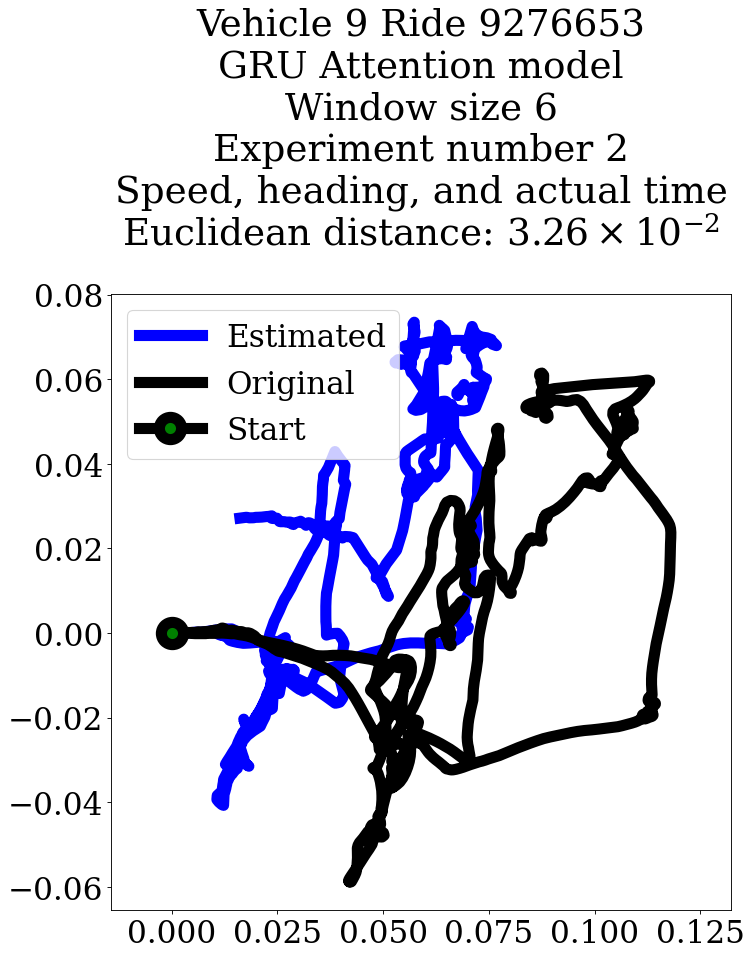 Vehicle 9 Ride 9276653
GRU Attention model
Window size 6
Experiment number 2
Speed, heading, and actual time
Euclidean distance: 3.26 × 10⁻²
0.08
0.06
0.04
0.02
0.00
−0.02
−0.04
−0.06
Estimated
Original
Start
0.000 0.025 0.050 0.075 0.100 0.125